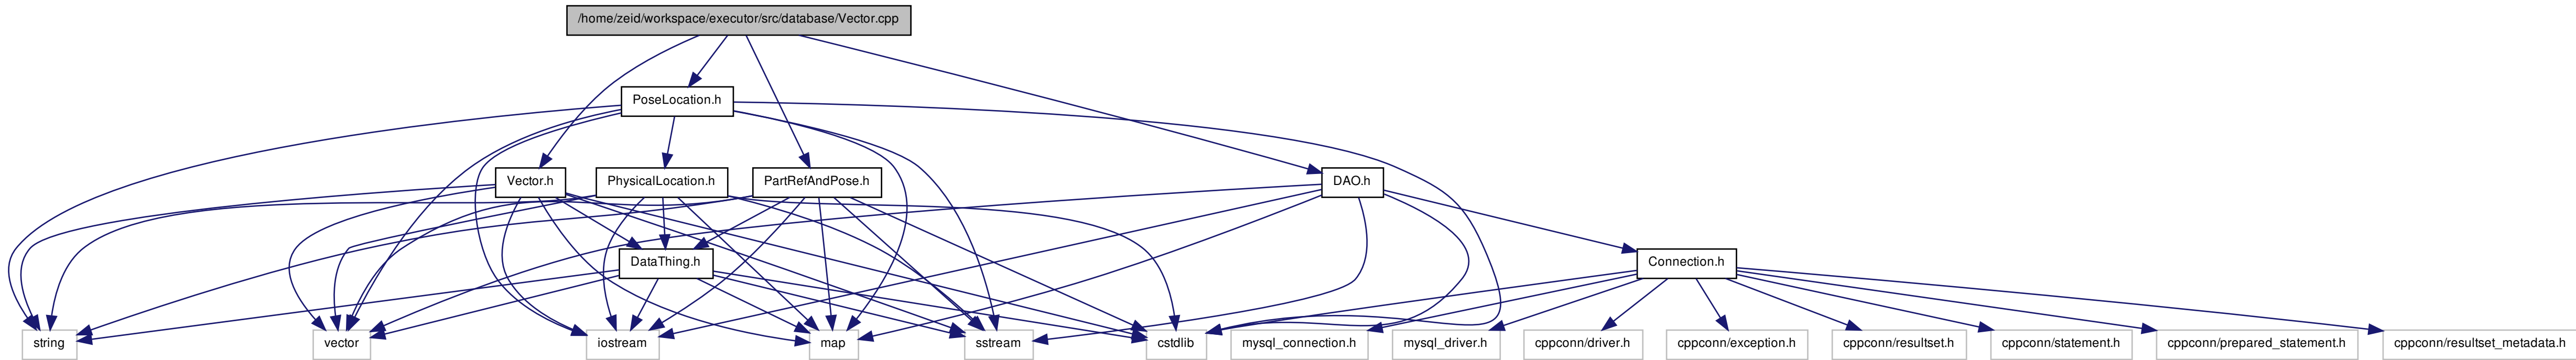 /home/zeid/workspace/executor/src/database/Vector.cpp
PoseLocation.h
Vector.h
PhysicalLocation.h
PartRefAndPose.h
DAO.h
DataThing.h
Connection.h
string
vector
iostream
map
sstream
cstdlib
mysql_connection.h
mysql_driver.h
cppconn/driver.h
cppconn/exception.h
cppconn/resultset.h
cppconn/statement.h
cppconn/prepared_statement.h
cppconn/resultset_metadata.h